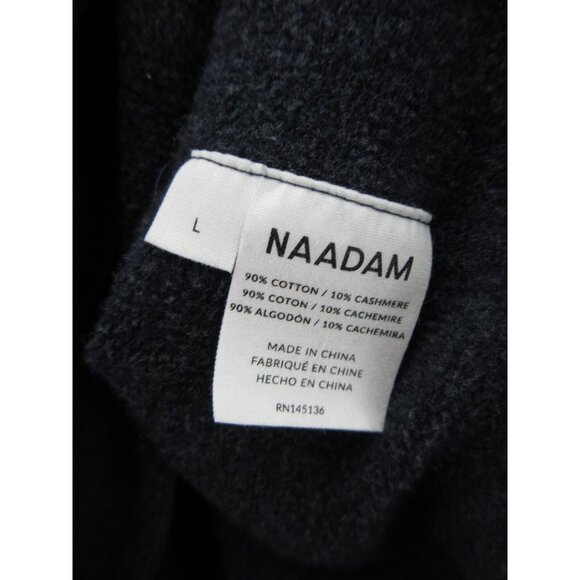 L
NAADAM
90% COTTON / 10% CASHMERE
90% COTON / 10% CACHEMIRE
90% ALGODÓN / 10% CACHEMIRA
MADE IN CHINA
FABRIQUÉ EN CHINE
HECHO EN CHINA
RN145136